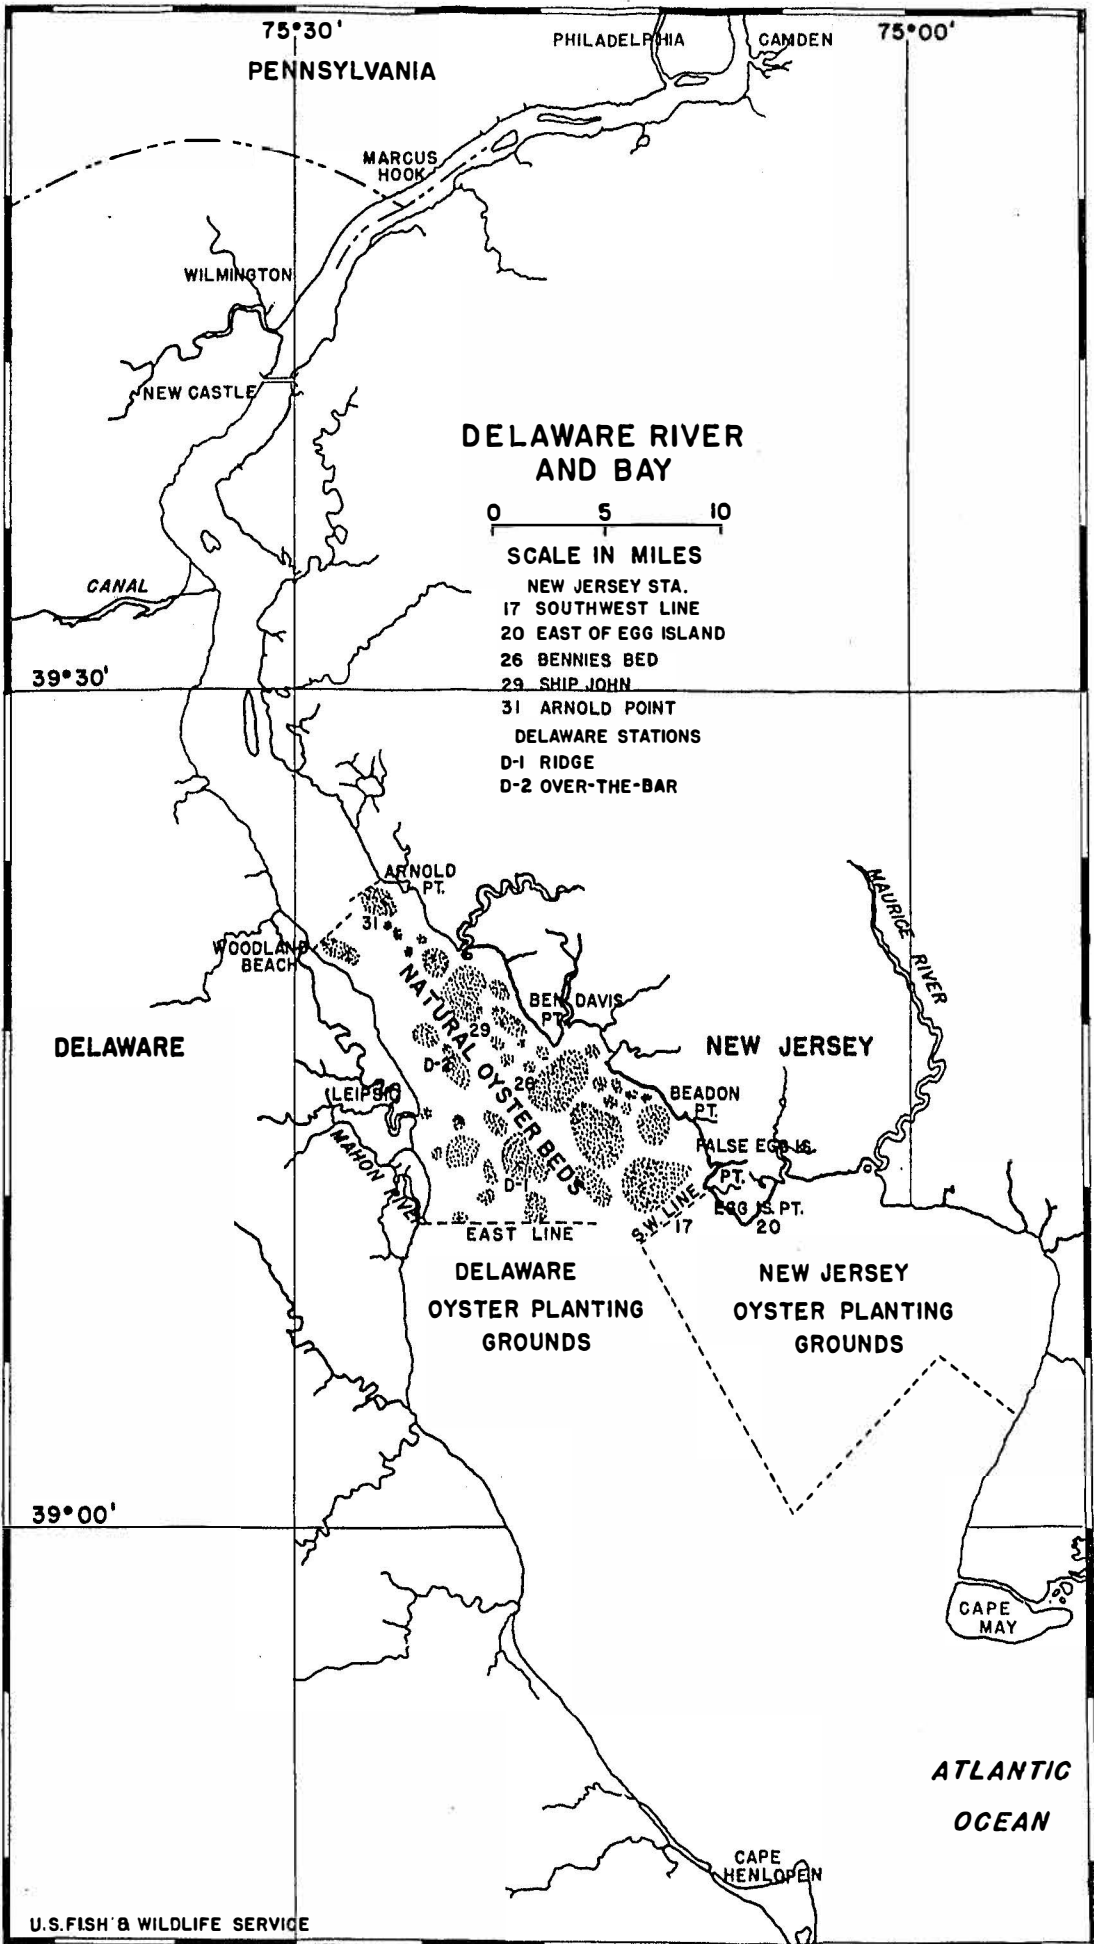 75°30'
75°00'
PHILADELPHIA
CAMDEN
PENNSYLVANIA
MARCUS
HOOK
WILMINGTON
NEW CASTLE
DELAWARE RIVER
AND BAY
0 5 10
SCALE IN MILES
NEW JERSEY STA.
17 SOUTHWEST LINE
20 EAST OF EGG ISLAND
26 BENNIES BED
29 SHIP JOHN
31 ARNOLD POINT
DELAWARE STATIONS
D-1 RIDGE
D-2 OVER-THE-BAR
CANAL
39°30'
ARNOLD
PT.
31
WOODLAND
BEACH
MAURICE RIVER
NATURAL OYSTER BEDS
BEN DAVIS
PT.
29
D-2
26
DELAWARE
NEW JERSEY
LEIPSIC
BEADON
PT.
MAHON RIVER
FALSE EGG IS.
PT.
D-1
EGG IS. PT.
20
S.W. LINE
17
EAST LINE
DELAWARE
OYSTER PLANTING
GROUNDS
NEW JERSEY
OYSTER PLANTING
GROUNDS
39°00'
CAPE
MAY
ATLANTIC
OCEAN
CAPE
HENLOPEN
U.S. FISH & WILDLIFE SERVICE